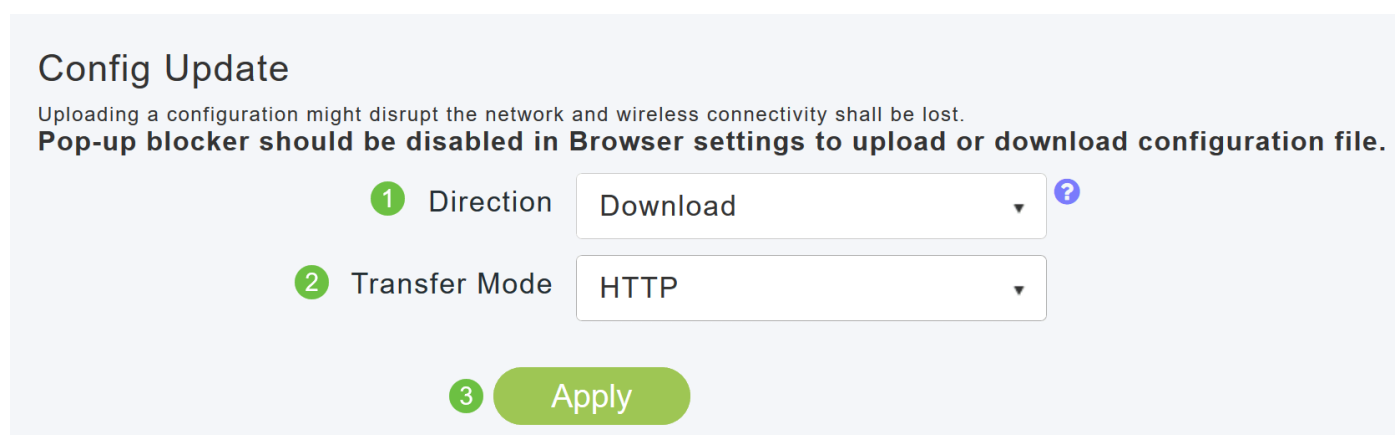 Config Update
Uploading a configuration might disrupt the network and wireless connectivity shall be lost.
Pop-up blocker should be disabled in Browser settings to upload or download configuration file.
1 Direction Download ?
2 Transfer Mode HTTP
3 Apply